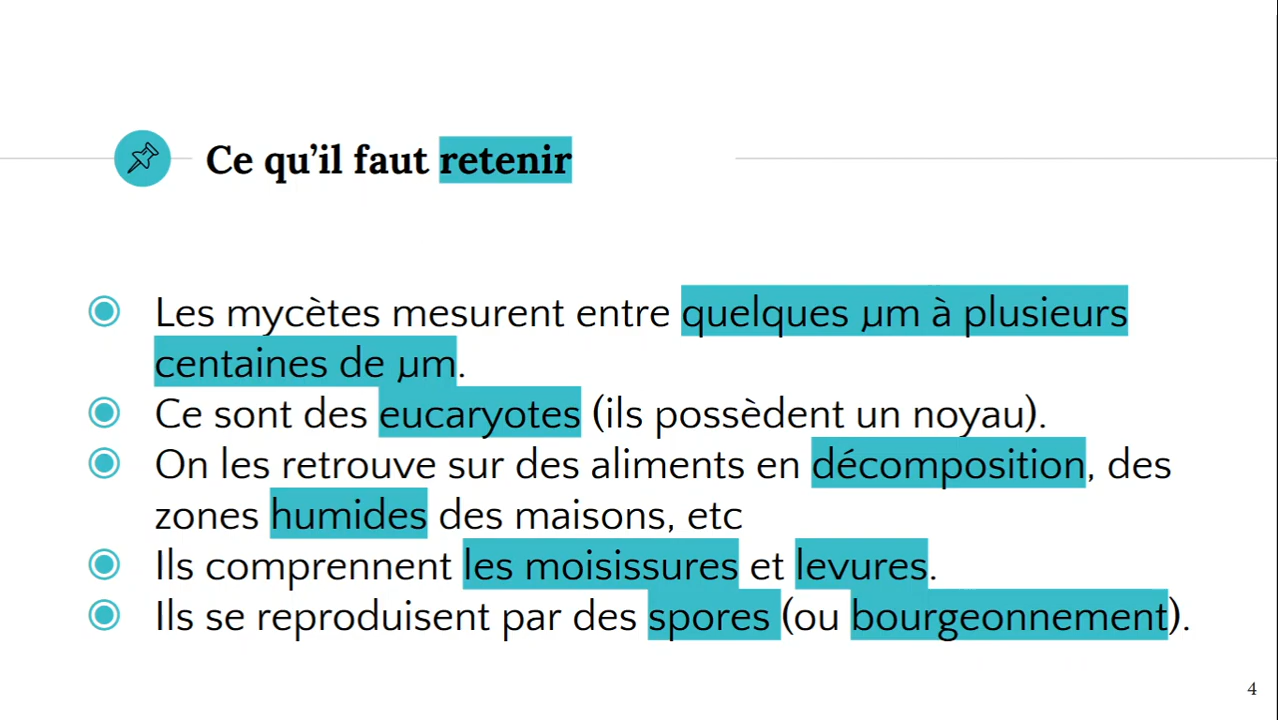 Ce qu’il faut retenir
Les mycètes mesurent entre quelques µm à plusieurs
centaines de µm.
Ce sont des eucaryotes (ils possèdent un noyau).
On les retrouve sur des aliments en décomposition, des
zones humides des maisons, etc
Ils comprennent les moisissures et levures.
Ils se reproduisent par des spores (ou bourgeonnement).
4